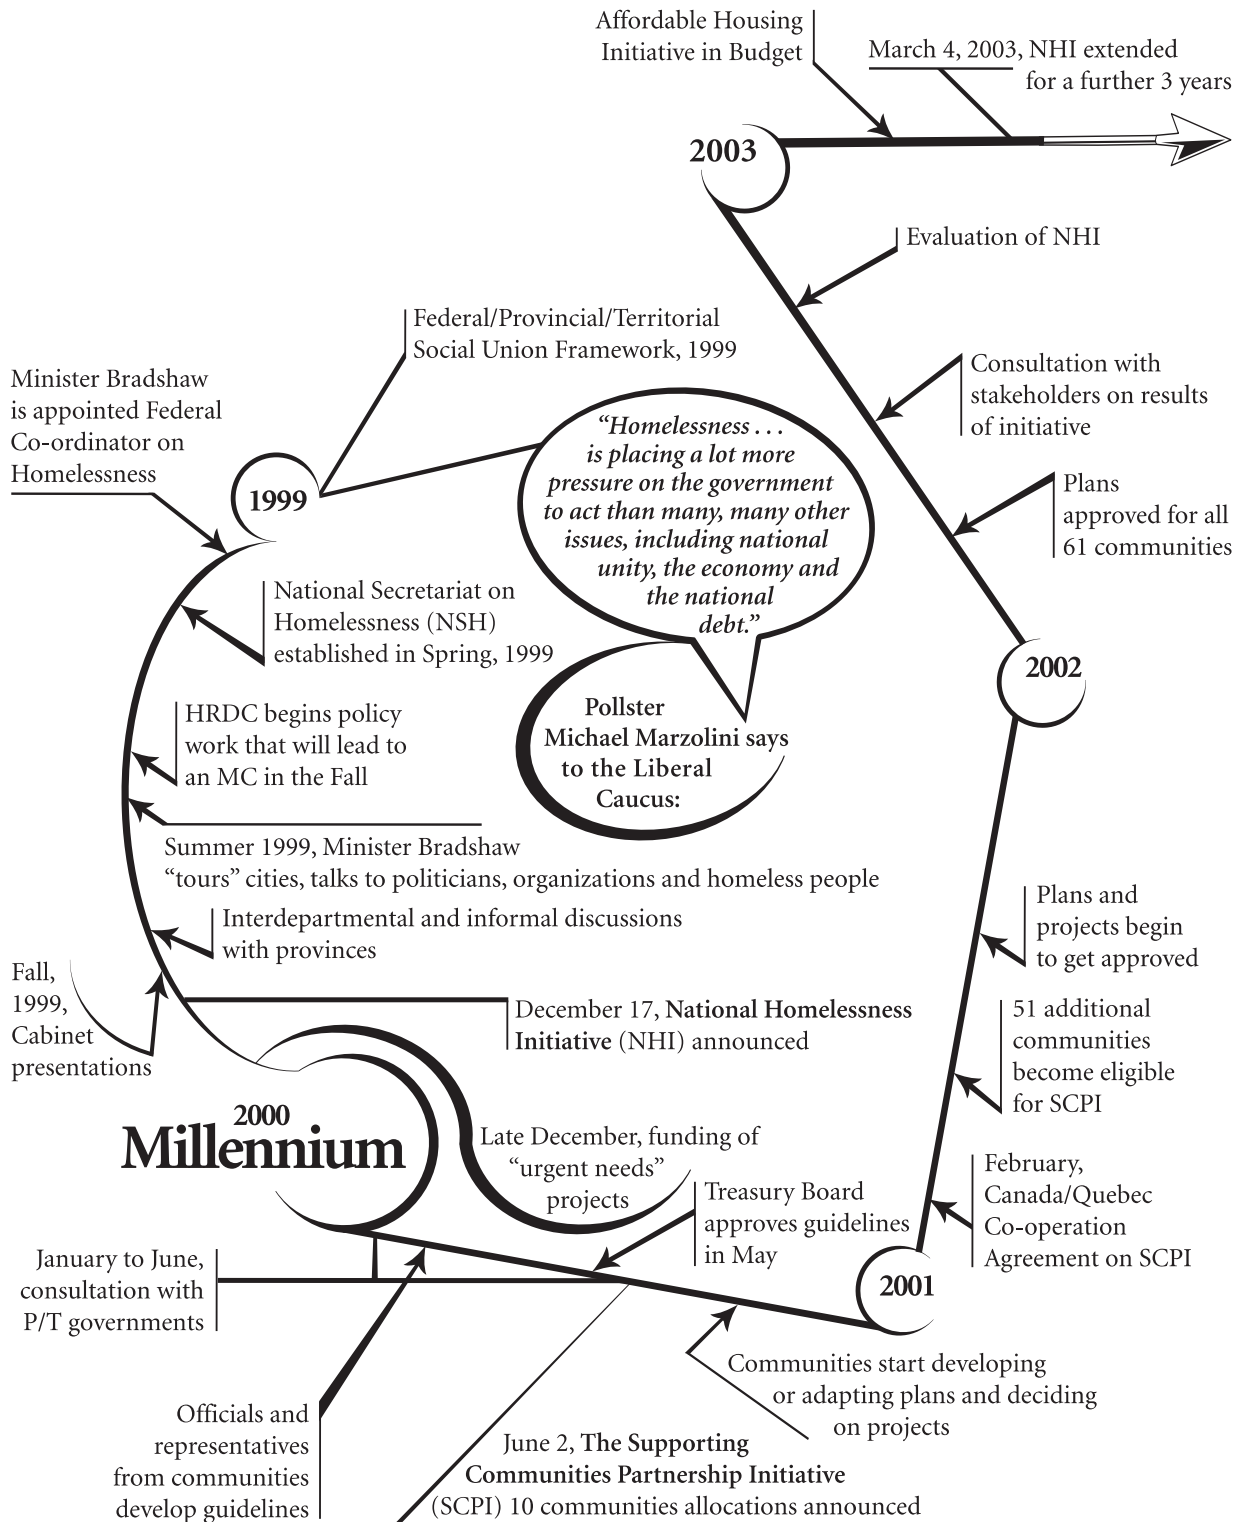 Affordable Housing
Initiative in Budget
March 4, 2003, NHI extended
for a further 3 years
2003
Evaluation of NHI
Consultation with
stakeholders on results
of initiative
Plans
approved for all
61 communities
2002
Federal/Provincial/Territorial
Social Union Framework, 1999
Minister Bradshaw
is appointed Federal
Co-ordinator on
Homelessness
1999
“Homelessness . . .
is placing a lot more
pressure on the government
to act than many, many other
issues, including national
unity, the economy and
the national
debt.”
Pollster
Michael Marzolini says
to the Liberal
Caucus:
National Secretariat on
Homelessness (NSH)
established in Spring, 1999
HRDC begins policy
work that will lead to
an MC in the Fall
Summer 1999, Minister Bradshaw
“tours” cities, talks to politicians, organizations and homeless people
Interdepartmental and informal discussions
with provinces
Fall,
1999,
Cabinet
presentations
December 17, National Homelessness
Initiative (NHI) announced
2000
Millennium
Late December, funding of
“urgent needs”
projects
Plans and
projects begin
to get approved
51 additional
communities
become eligible
for SCPI
February,
Canada/Quebec
Co-operation
Agreement on SCPI
2001
Treasury Board
approves guidelines
in May
January to June,
consultation with
P/T governments
Communities start developing
or adapting plans and deciding
on projects
Officials and
representatives
from communities
develop guidelines
June 2, The Supporting
Communities Partnership Initiative
(SCPI) 10 communities allocations announced